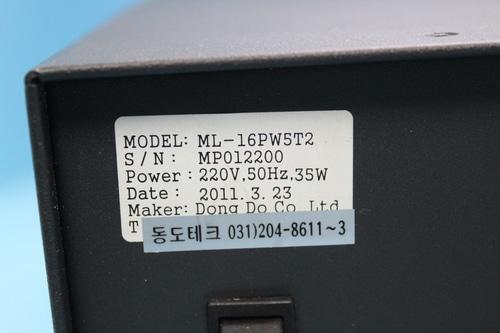 MODEL: ML-16PW5T2
S/N: MP012200
Power: 220V,50Hz,35W
Date: 2011.3.23
Maker: Dong Do Co Ltd
T
동도테크 031)204-8611~3